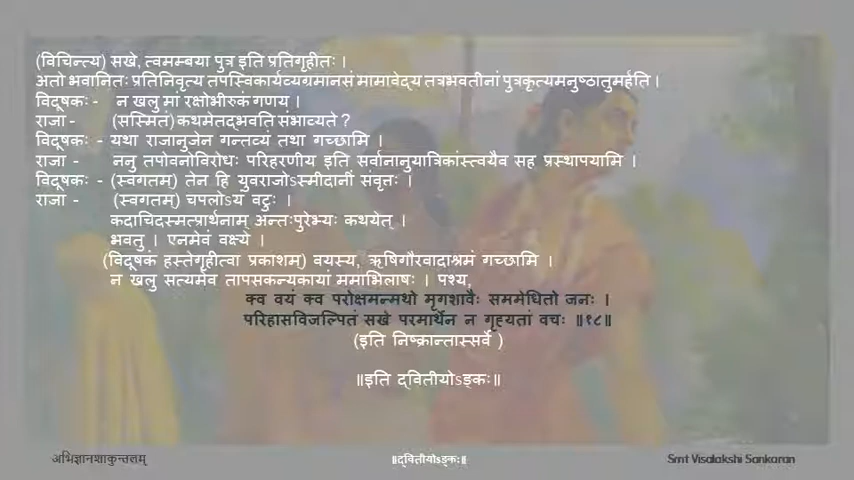 (विचिन्त्य) सखे, त्वमम्बया पुत्र इति प्रतिगृहीतः ।
अतो भवानितः प्रतिनिवृत्य तपस्विकार्यव्यग्रमानसं मामावेद्य तत्रभवतीनां पुत्रकृत्यमनुष्ठातुमर्हति ।
विदूषकः - न खलु मां रक्षोभीरुकं गणय ।
राजा - (सस्मितं) कथमेतद्भवति संभाव्यते ?
विदूषकः - यथा राजानुजेन गन्तव्यं तथा गच्छामि ।
राजा - ननु तपोवनोविरोधः परिहरणीय इति सर्वानानुयात्रिकांस्त्वयैव सह प्रस्थापयामि ।
विदूषकः - (स्वगतम्) तेन हि युवराजोऽस्मीदानीं संवृत्तः ।
राजा - (स्वगतम्) चपलोऽयं वटुः ।
कदाचिदस्मत्प्रार्थनाम् अन्तःपुरेभ्यः कथयेत् ।
भवतु । एनमेवं वक्ष्ये ।
(विदूषकं हस्तेगृहीत्वा प्रकाशम्) वयस्य, ऋषिगौरवादाश्रमं गच्छामि ।
न खलु सत्यमेव तापसकन्यकायां ममाभिलाषः । पश्य,
क्व वयं क्व परोक्षमन्मथो मृगशावैः सममेधितो जनः ।
परिहासविजल्पितं सखे परमार्थेन न गृह्यतां वचः ॥१८॥
(इति निष्क्रान्तास्सर्वे )
॥इति द्वितीयोऽङ्कः॥
अभिज्ञानशाकुन्तलम् ॥द्वितीयोऽङ्कः॥ Smt Visalakshi Sankaran